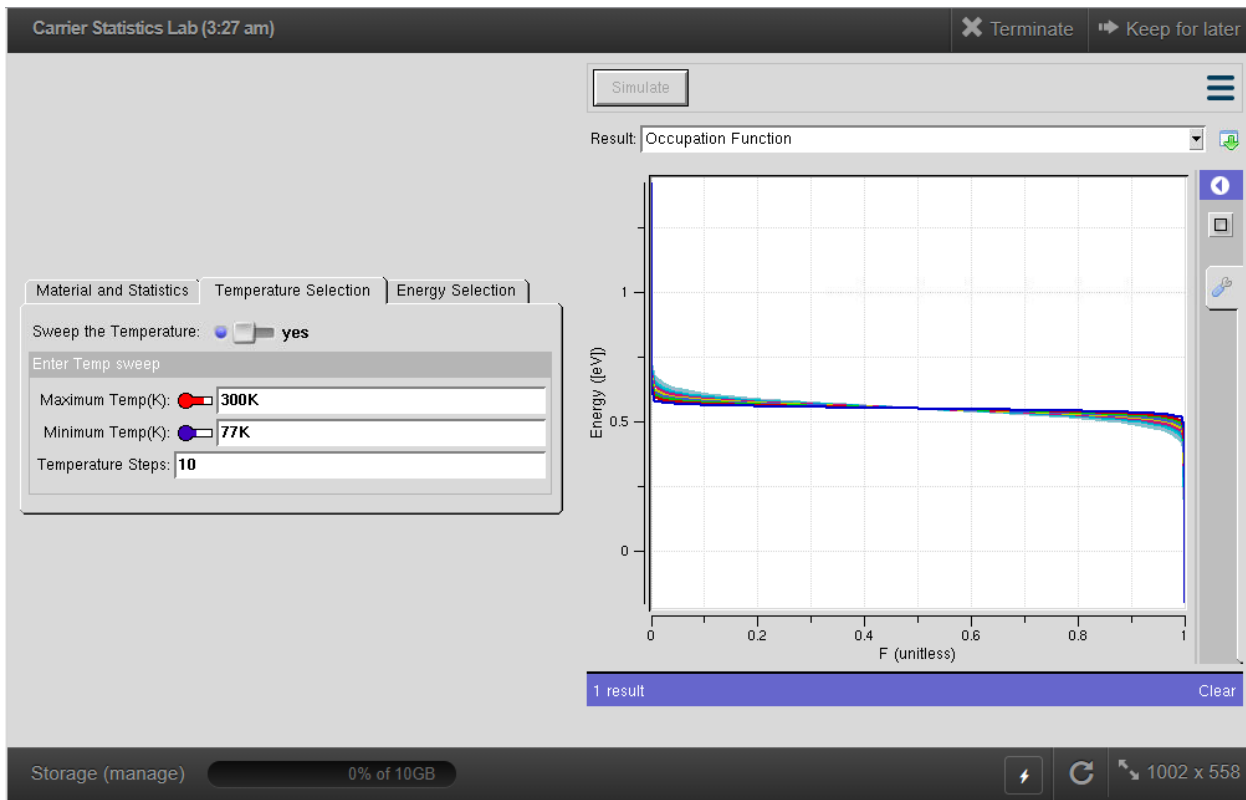 Carrier Statistics Lab (3:27 am)
Terminate
Keep for later
Simulate
Result: Occupation Function
Material and Statistics
Temperature Selection
Energy Selection
Sweep the Temperature: yes
Enter Temp sweep
Maximum Temp(K): 300K
Minimum Temp(K): 77K
Temperature Steps: 10
Energy ([eV])
1
0.5
0
0 0.2 0.4 0.6 0.8 1
F (unitless)
1 result
Clear
Storage (manage)
0% of 10GB
1002 x 558